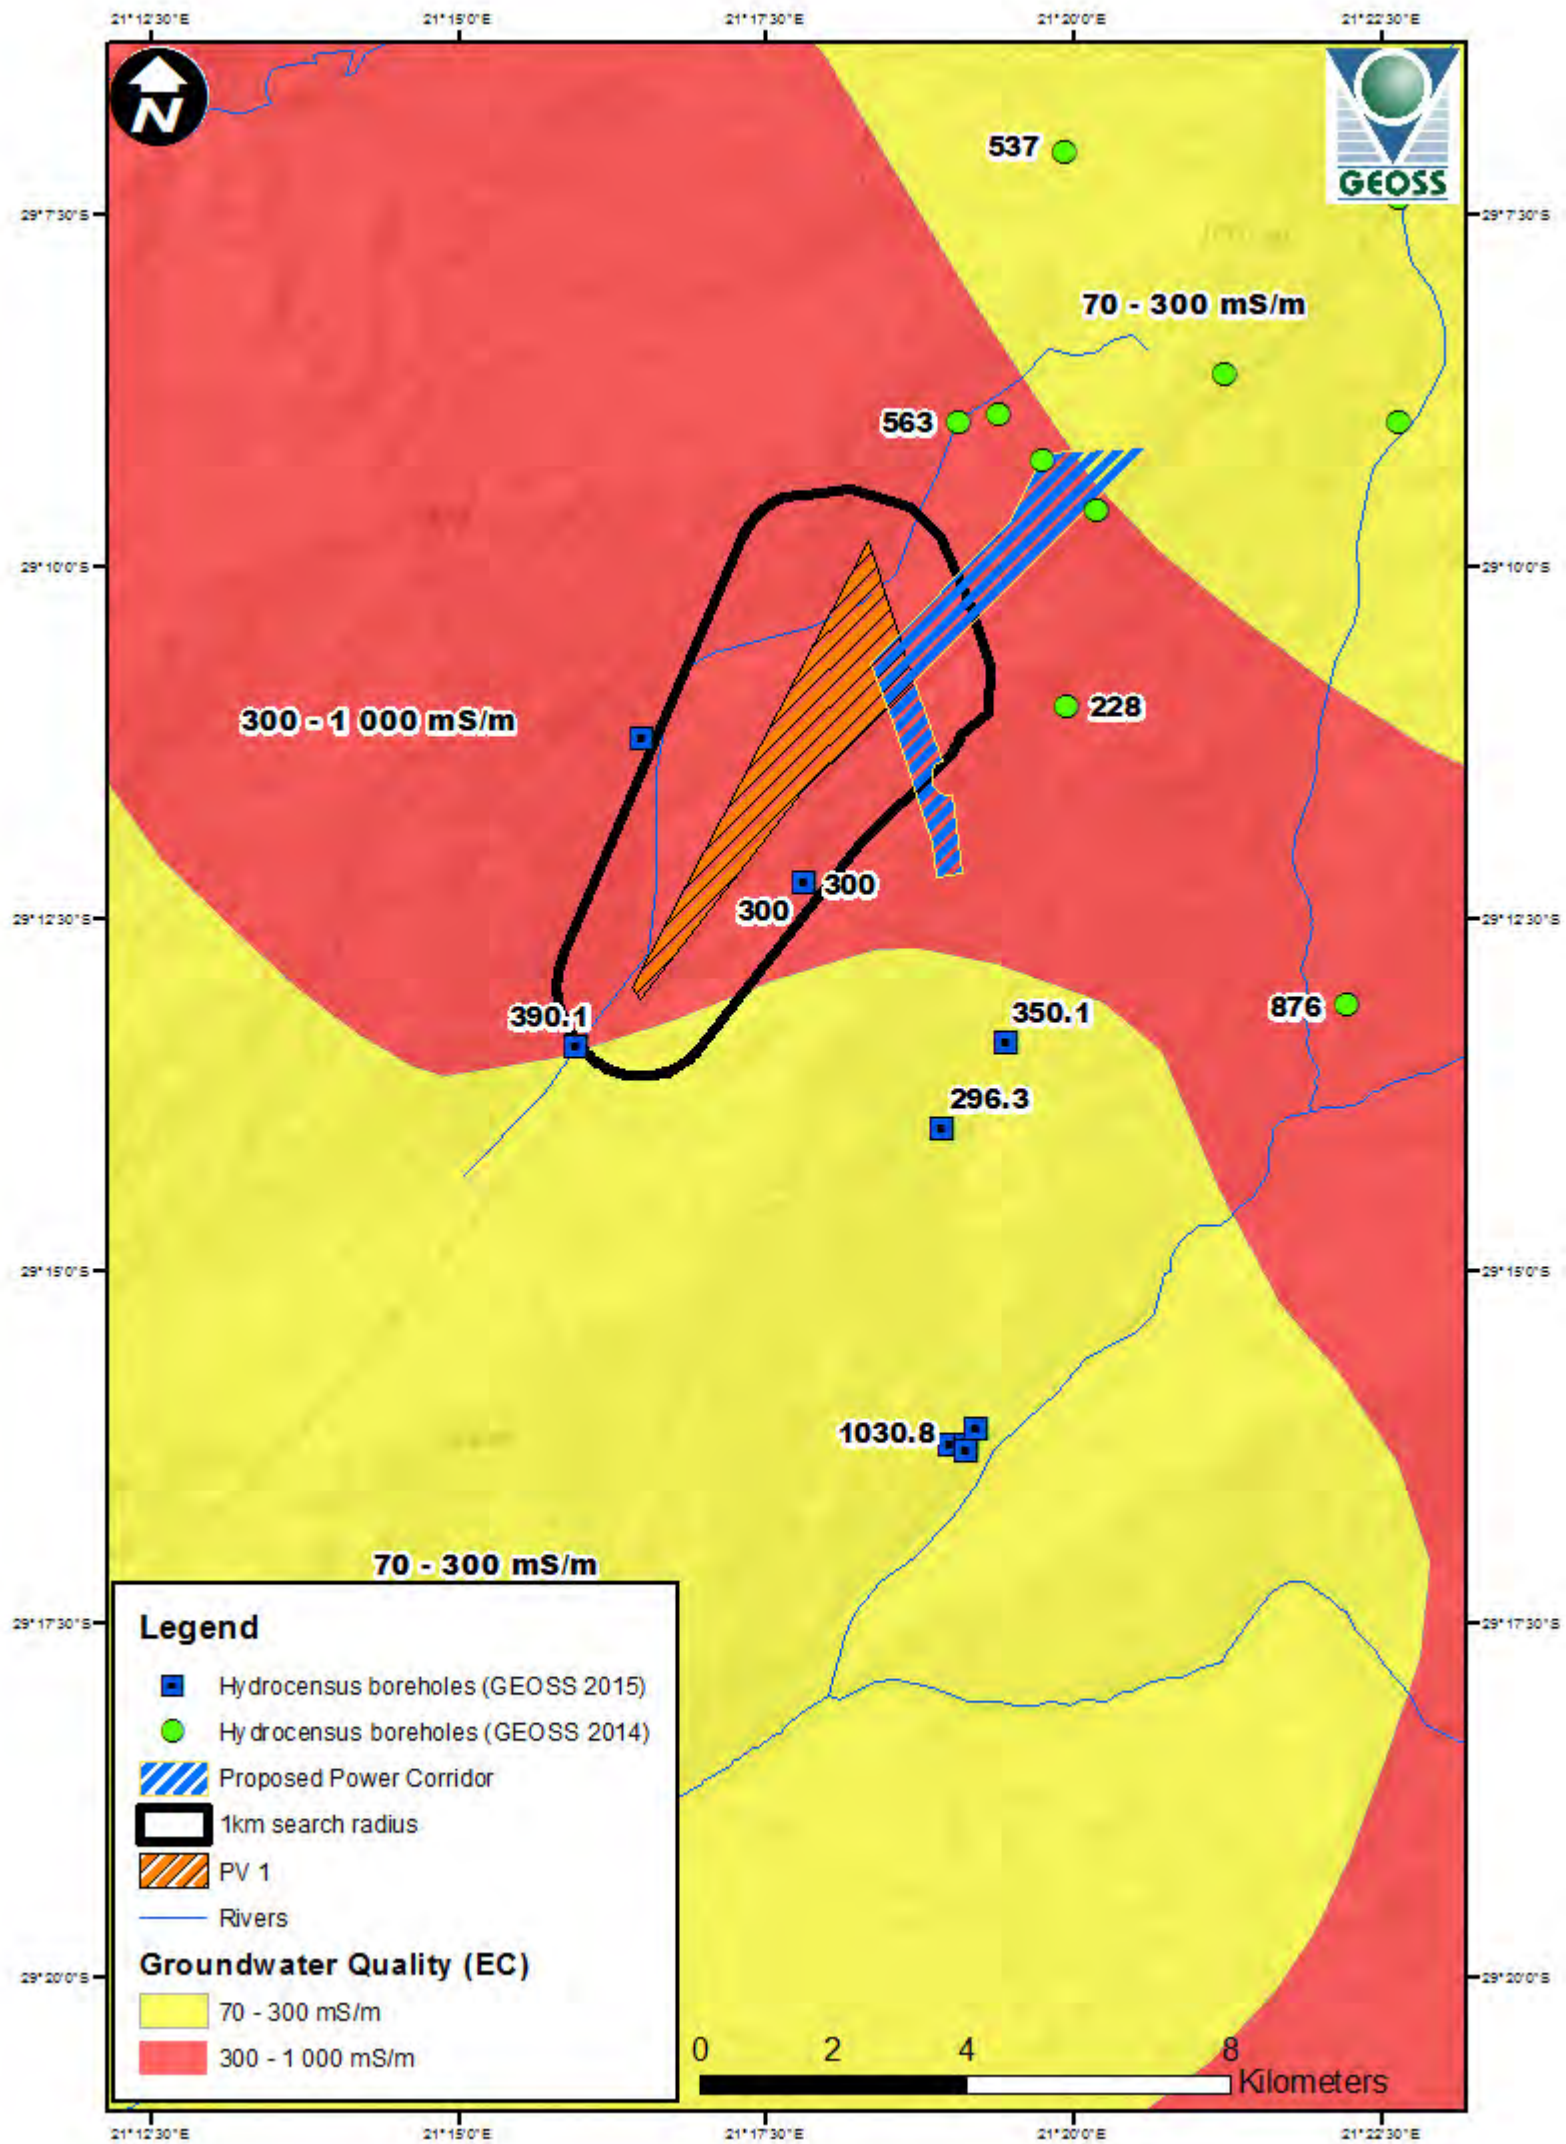 21°12'30"E 21°15'0"E 21°17'30"E 21°20'0"E 21°22'30"E
N
GEOSS
537
29°7'30"S 29°7'30"S
70 - 300 mS/m
563
29°10'0"S 29°10'0"S
228
300 - 1 000 mS/m
300
300
29°12'30"S 29°12'30"S
876
350.1
390.1
296.3
29°15'0"S 29°15'0"S
1030.8
70 - 300 mS/m
29°17'30"S 29°17'30"S
Legend
Hydrocensus boreholes (GEOSS 2015)
Hydrocensus boreholes (GEOSS 2014)
Proposed Power Corridor
1km search radius
PV 1
Rivers
Groundwater Quality (EC)
70 - 300 mS/m
300 - 1 000 mS/m
29°20'0"S 29°20'0"S
0 2 4 8
Kilometers
21°12'30"E 21°15'0"E 21°17'30"E 21°20'0"E 21°22'30"E